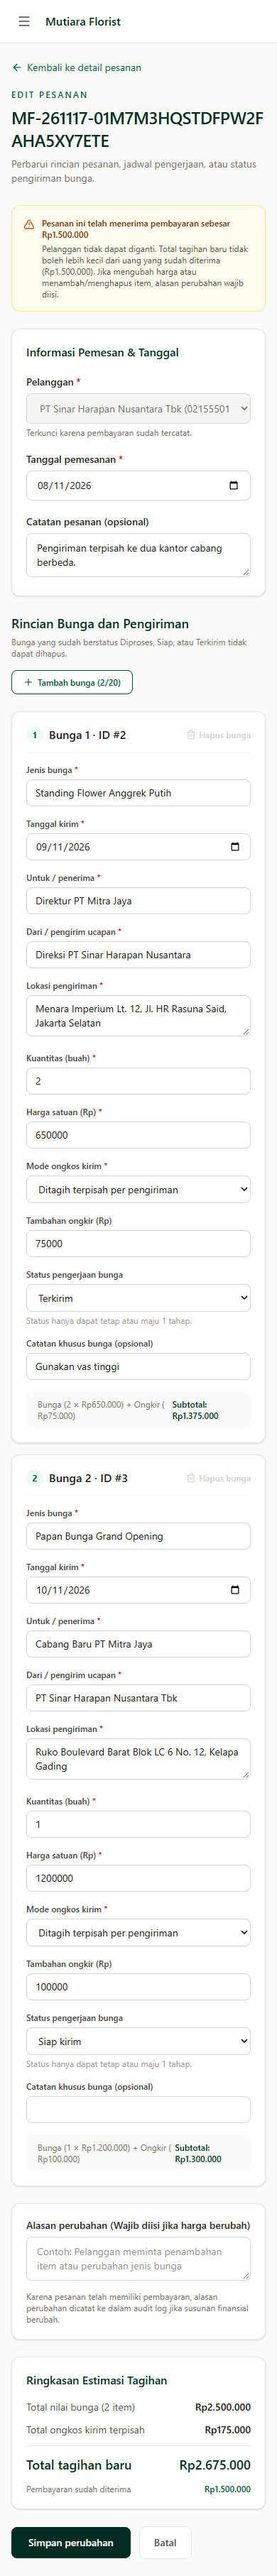 Mutiara Florist
Kembali ke detail pesanan
EDIT PESANAN
MF-261117-01M7M3HQSTDFPW2F
AHA5XY7ETE
Perbarui rincian pesanan, jadwal pengerjaan, atau status
pengiriman bunga.
Pesanan ini telah menerima pembayaran sebesar
Rp1.500.000
Pelanggan tidak dapat diganti. Total tagihan baru tidak
boleh lebih kecil dari uang yang sudah diterima
(Rp1.500.000). Jika mengubah harga atau
menambah/menghapus item, alasan perubahan wajib
diisi.
Informasi Pemesan & Tanggal
Pelanggan *
PT Sinar Harapan Nusantara Tbk (02155501
Terkunci karena pembayaran sudah tercatat.
Tanggal pemesanan *
08/11/2026
Catatan pesanan (opsional)
Pengiriman terpisah ke dua kantor cabang
berbeda.
Rincian Bunga dan Pengiriman
Bunga yang sudah berstatus Diproses, Siap, atau Terkirim tidak
dapat dihapus.
+ Tambah bunga (2/20)
1 Bunga 1 · ID #2 Hapus bunga
Jenis bunga *
Standing Flower Anggrek Putih
Tanggal kirim *
09/11/2026
Untuk / penerima *
Direktur PT Mitra Jaya
Dari / pengirim ucapan *
Direksi PT Sinar Harapan Nusantara
Lokasi pengiriman *
Menara Imperium Lt. 12, Jl. HR Rasuna Said,
Jakarta Selatan
Kuantitas (buah) *
2
Harga satuan (Rp) *
650000
Mode ongkos kirim *
Ditagih terpisah per pengiriman
Tambahan ongkir (Rp)
75000
Status pengerjaan bunga
Terkirim
Status hanya dapat tetap atau maju 1 tahap.
Catatan khusus bunga (opsional)
Gunakan vas tinggi
Bunga (2 × Rp650.000) + Ongkir ( Subtotal:
Rp75.000) Rp1.375.000
2 Bunga 2 · ID #3 Hapus bunga
Jenis bunga *
Papan Bunga Grand Opening
Tanggal kirim *
10/11/2026
Untuk / penerima *
Cabang Baru PT Mitra Jaya
Dari / pengirim ucapan *
PT Sinar Harapan Nusantara Tbk
Lokasi pengiriman *
Ruko Boulevard Barat Blok LC 6 No. 12, Kelapa
Gading
Kuantitas (buah) *
1
Harga satuan (Rp) *
1200000
Mode ongkos kirim *
Ditagih terpisah per pengiriman
Tambahan ongkir (Rp)
100000
Status pengerjaan bunga
Siap kirim
Status hanya dapat tetap atau maju 1 tahap.
Catatan khusus bunga (opsional)
Bunga (1 × Rp1.200.000) + Ongkir ( Subtotal:
Rp100.000) Rp1.300.000
Alasan perubahan (Wajib diisi jika harga berubah)
Contoh: Pelanggan meminta penambahan
item atau perubahan jenis bunga
Karena pesanan telah memiliki pembayaran, alasan
perubahan dicatat ke dalam audit log jika susunan finansial
berubah.
Ringkasan Estimasi Tagihan
Total nilai bunga (2 item) Rp2.500.000
Total ongkos kirim terpisah Rp175.000
Total tagihan baru Rp2.675.000
Pembayaran sudah diterima Rp1.500.000
Simpan perubahan Batal